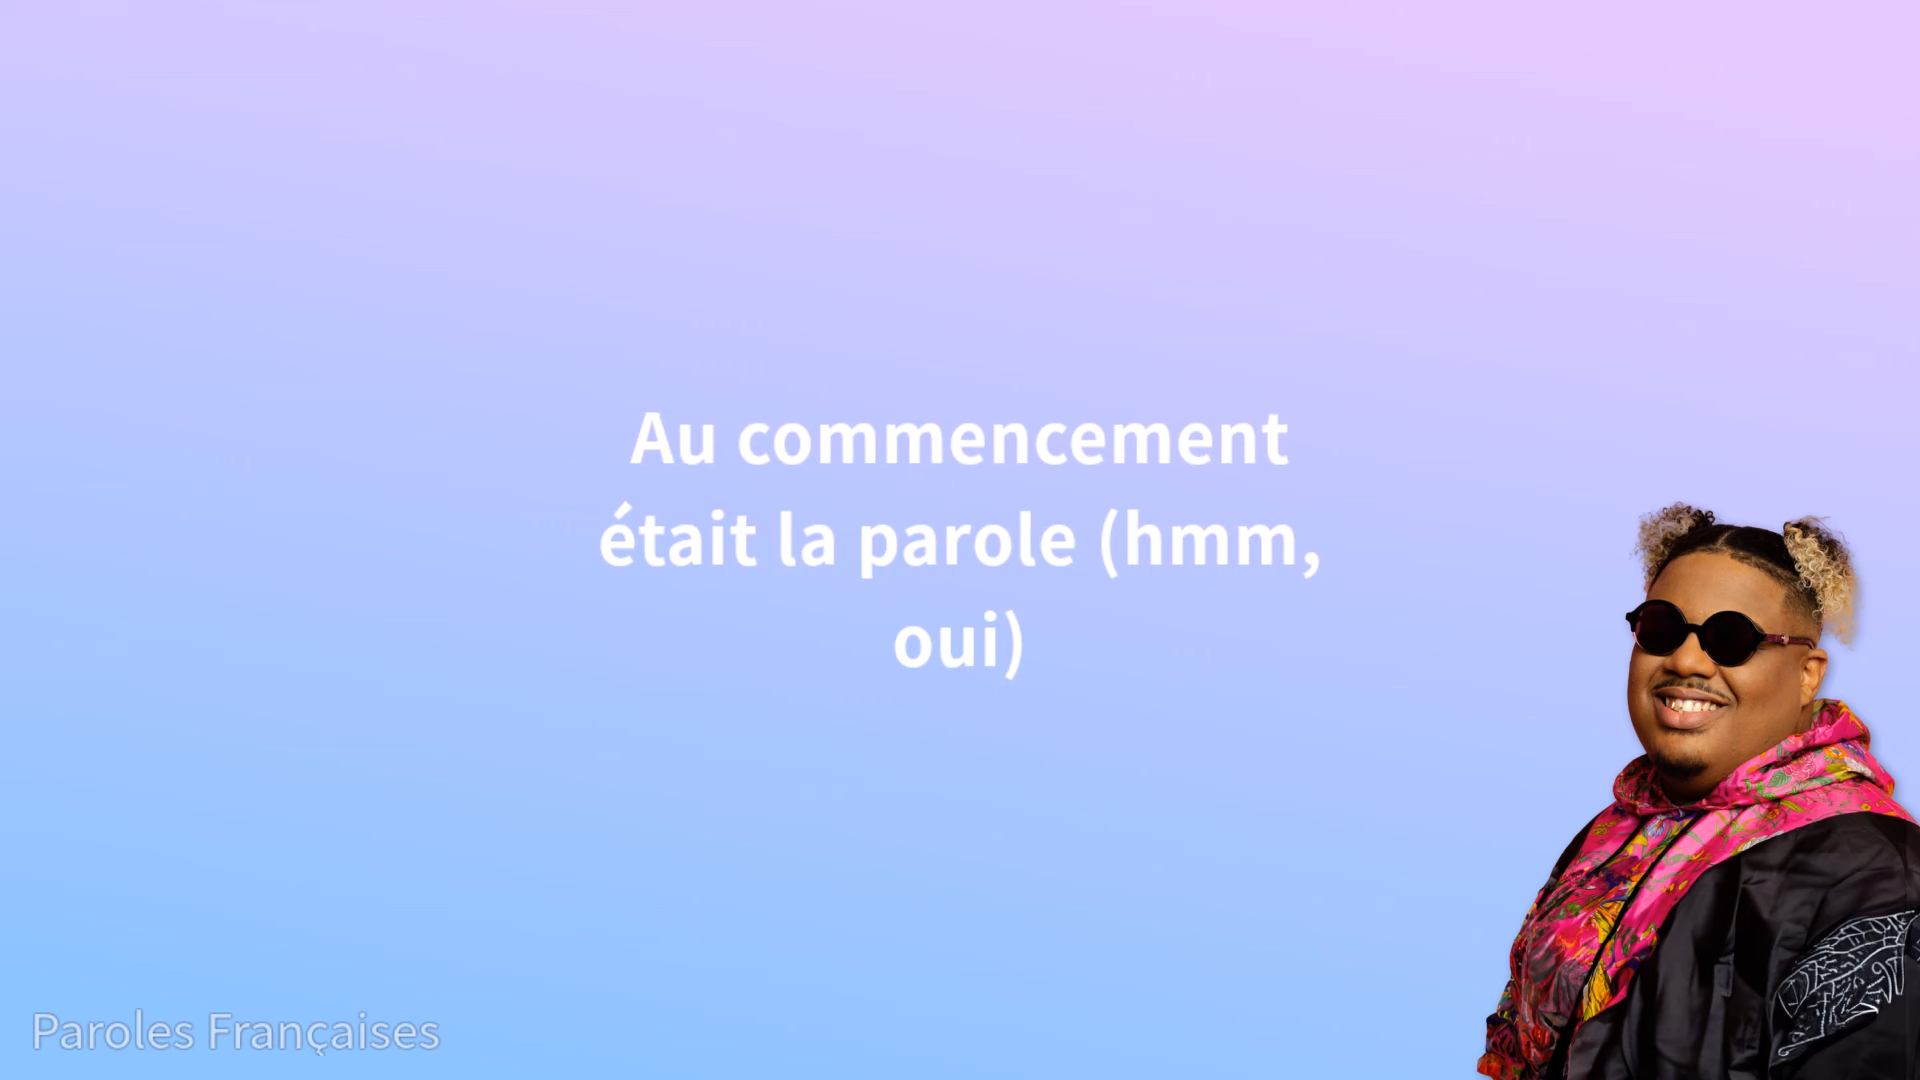 Au commencement
était la parole (hmm,
oui)
Paroles Françaises